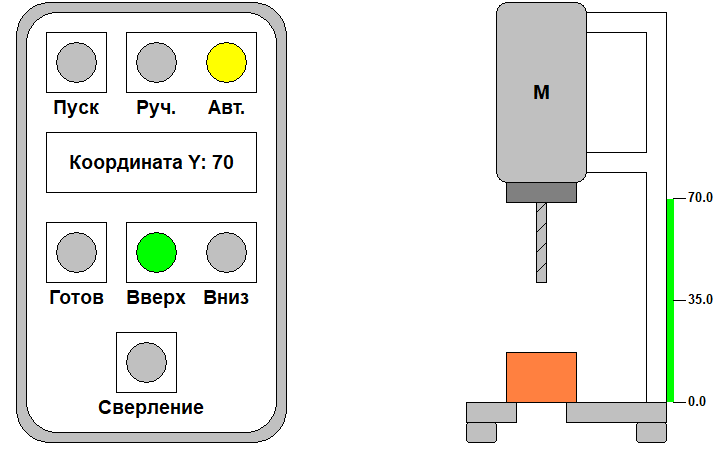 Пуск Руч. Авт.
Координата Y: 70
Готов Вверх Вниз
Сверление
М
70.0
35.0
0.0